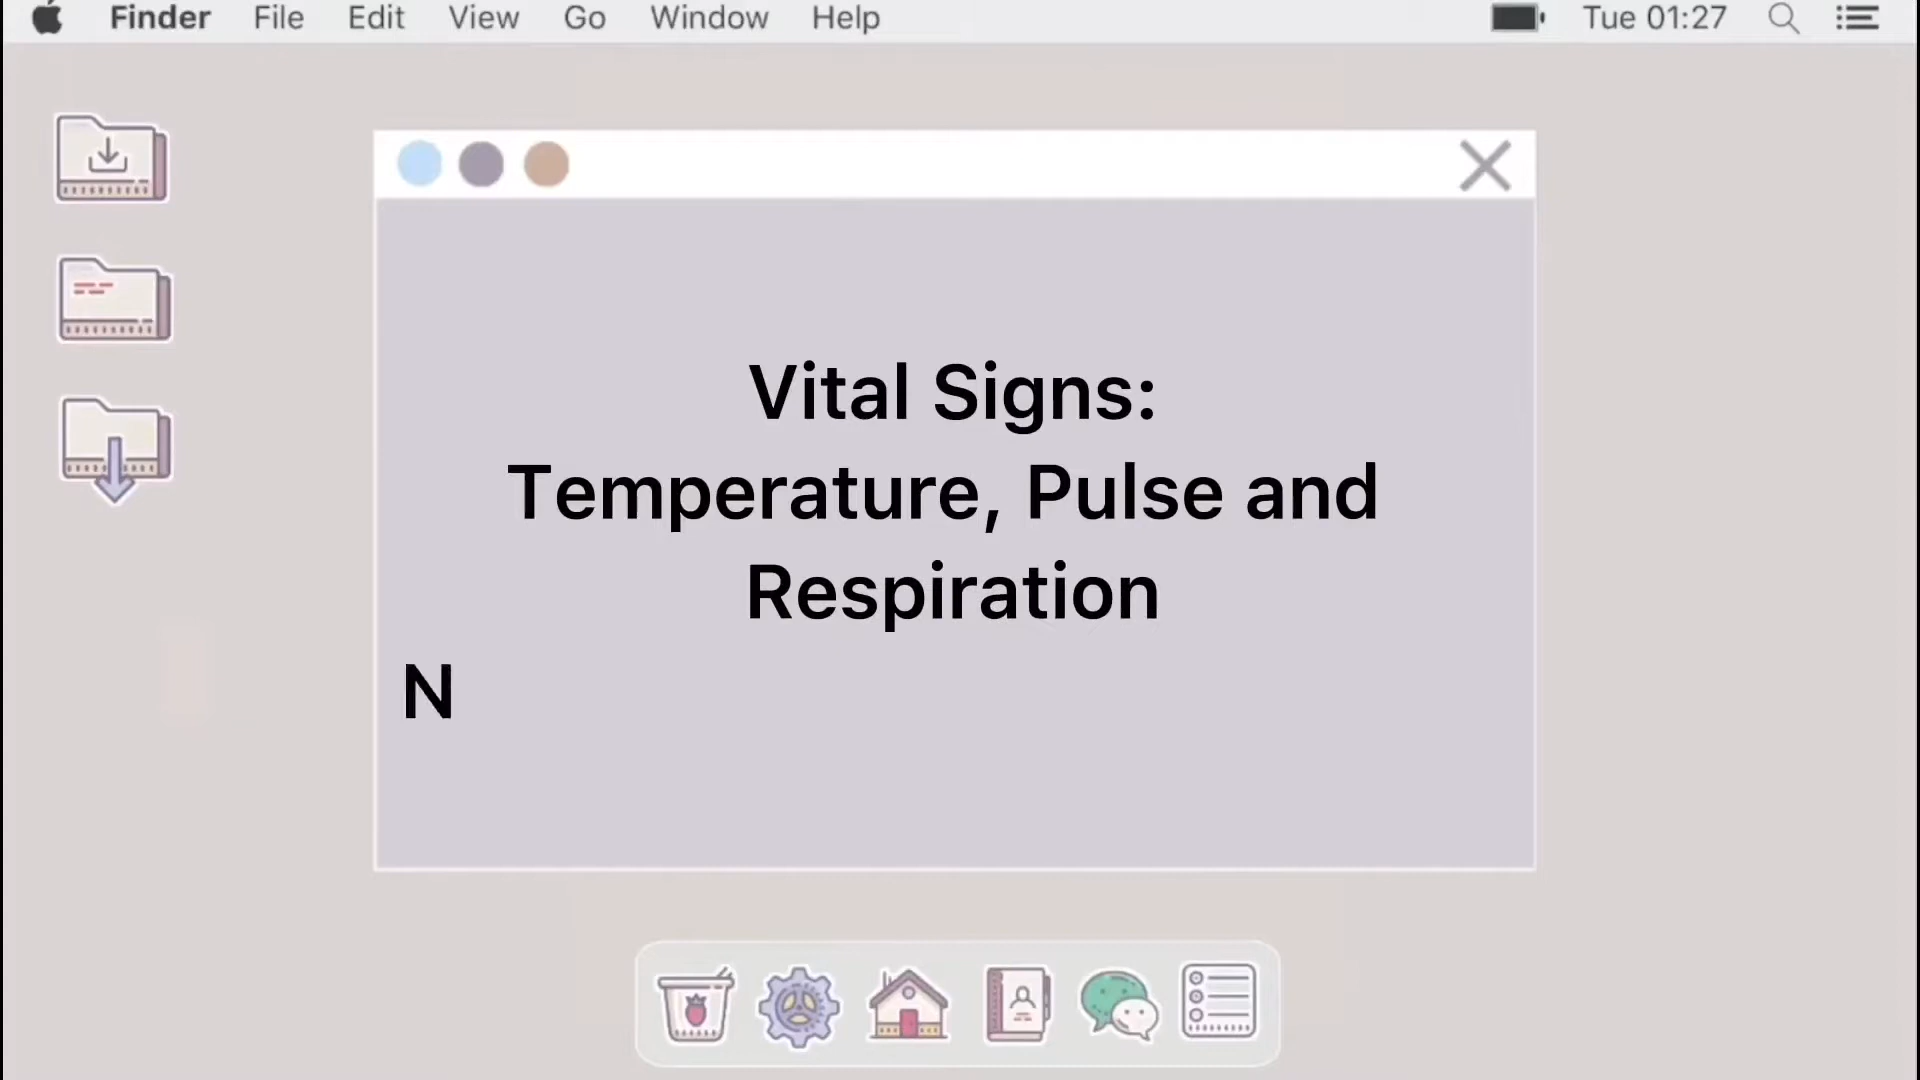 Finder File Edit View Go Window Help Tue 01:27
Vital Signs:
Temperature, Pulse and
Respiration
N